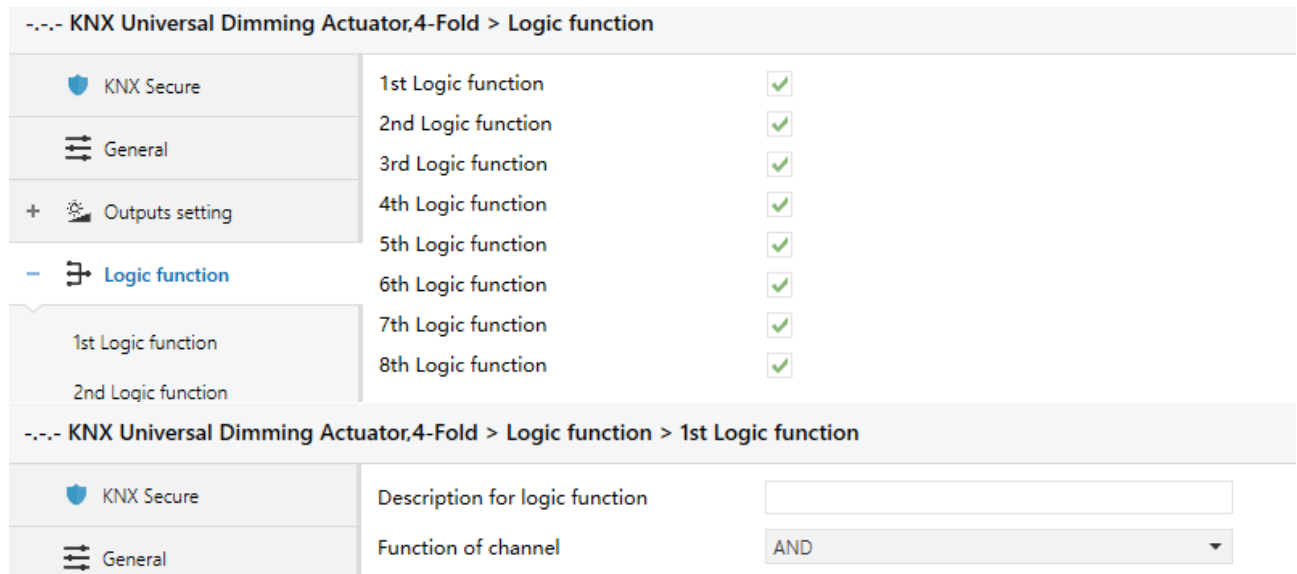 -.-.- KNX Universal Dimming Actuator,4-Fold > Logic function
KNX Secure
General
+ Outputs setting
- Logic function
1st Logic function
2nd Logic function
1st Logic function
2nd Logic function
3rd Logic function
4th Logic function
5th Logic function
6th Logic function
7th Logic function
8th Logic function
-.-.- KNX Universal Dimming Actuator,4-Fold > Logic function > 1st Logic function
KNX Secure
General
Description for logic function
Function of channel AND